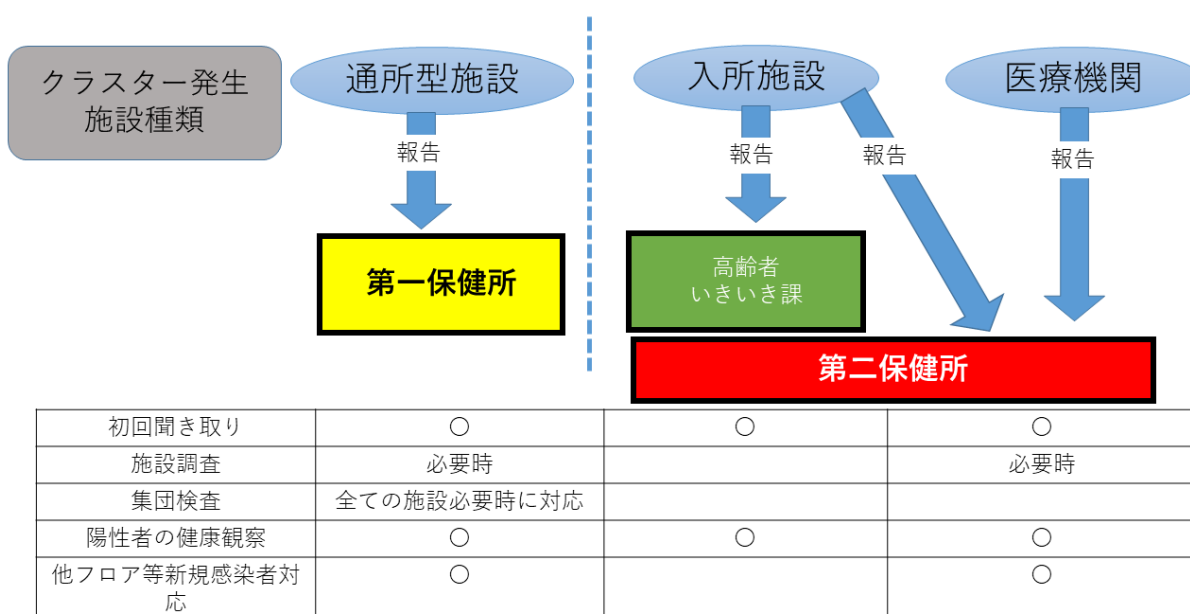 クラスター発生
施設種類
通所型施設
入所施設
医療機関
報告
報告
報告
報告
第一保健所
高齢者
いきいき課
第二保健所
初回聞き取り ○ ○ ○
施設調査 必要時 必要時
集団検査 全ての施設必要時に対応
陽性者の健康観察 ○ ○ ○
他フロア等新規感染者対 ○ ○
応